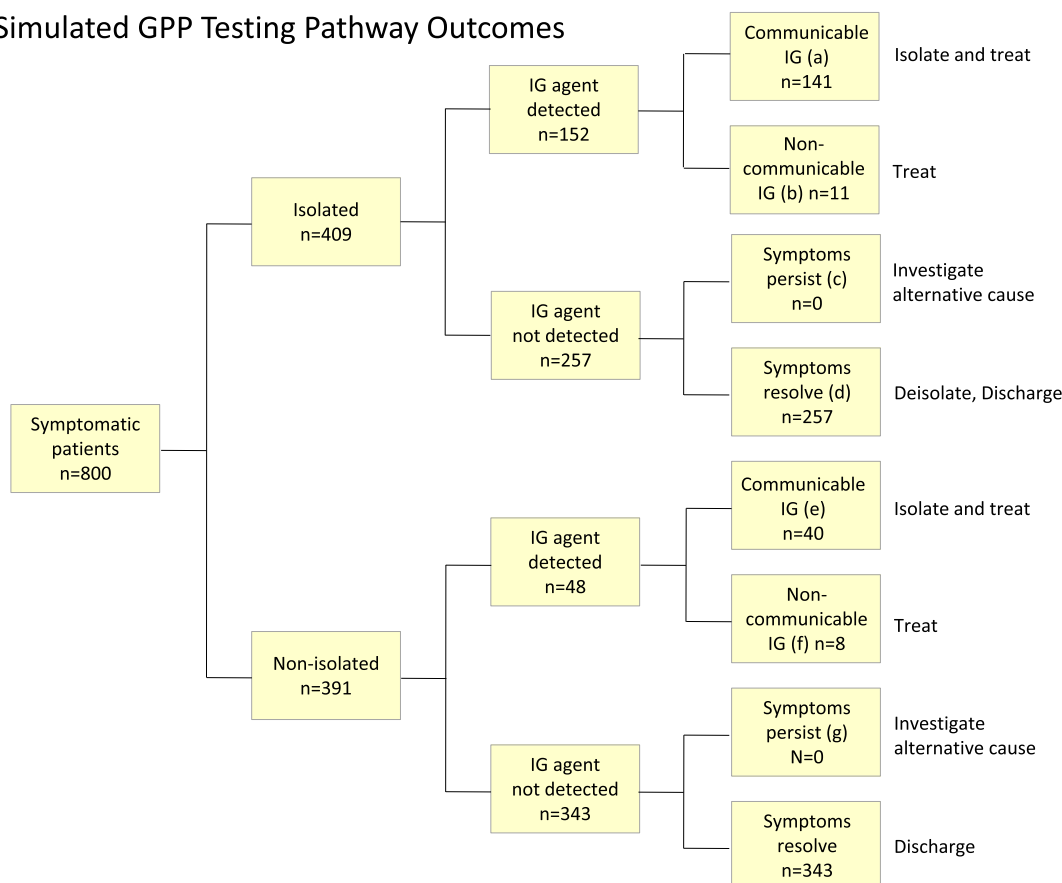 Simulated GPP Testing Pathway Outcomes
Communicable
IG (a)
n=141
Isolate and treat
IG agent
detected
n=152
Non-
communicable
IG (b) n=11
Treat
Isolated
n=409
Symptoms
persist (c)
n=0
Investigate
alternative cause
IG agent
not detected
n=257
Symptoms
resolve (d)
n=257
Deisolate, Discharge
Symptomatic
patients
n=800
Communicable
IG (e)
n=40
Isolate and treat
IG agent
detected
n=48
Non-
communicable
IG (f) n=8
Treat
Non-isolated
n=391
Symptoms
persist (g)
N=0
Investigate
alternative cause
IG agent
not detected
n=343
Symptoms
resolve
n=343
Discharge